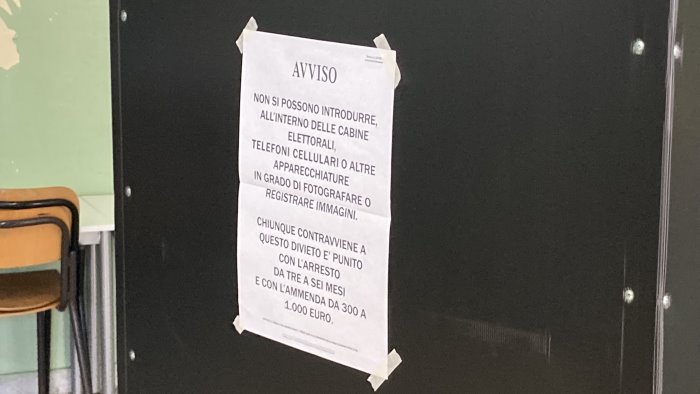 AVVISO
NON SI POSSONO INTRODURRE,
ALL'INTERNO DELLE CABINE
ELETTORALI,
TELEFONI CELLULARI O ALTRE
APPARECCHIATURE
IN GRADO DI FOTOGRAFARE O
REGISTRARE IMMAGINI.
CHIUNQUE CONTRAVVIENE A
QUESTO DIVIETO E' PUNITO
CON L'ARRESTO
DA TRE A SEI MESI
E CON L'AMMENDA DA 300 A
1.000 EURO.